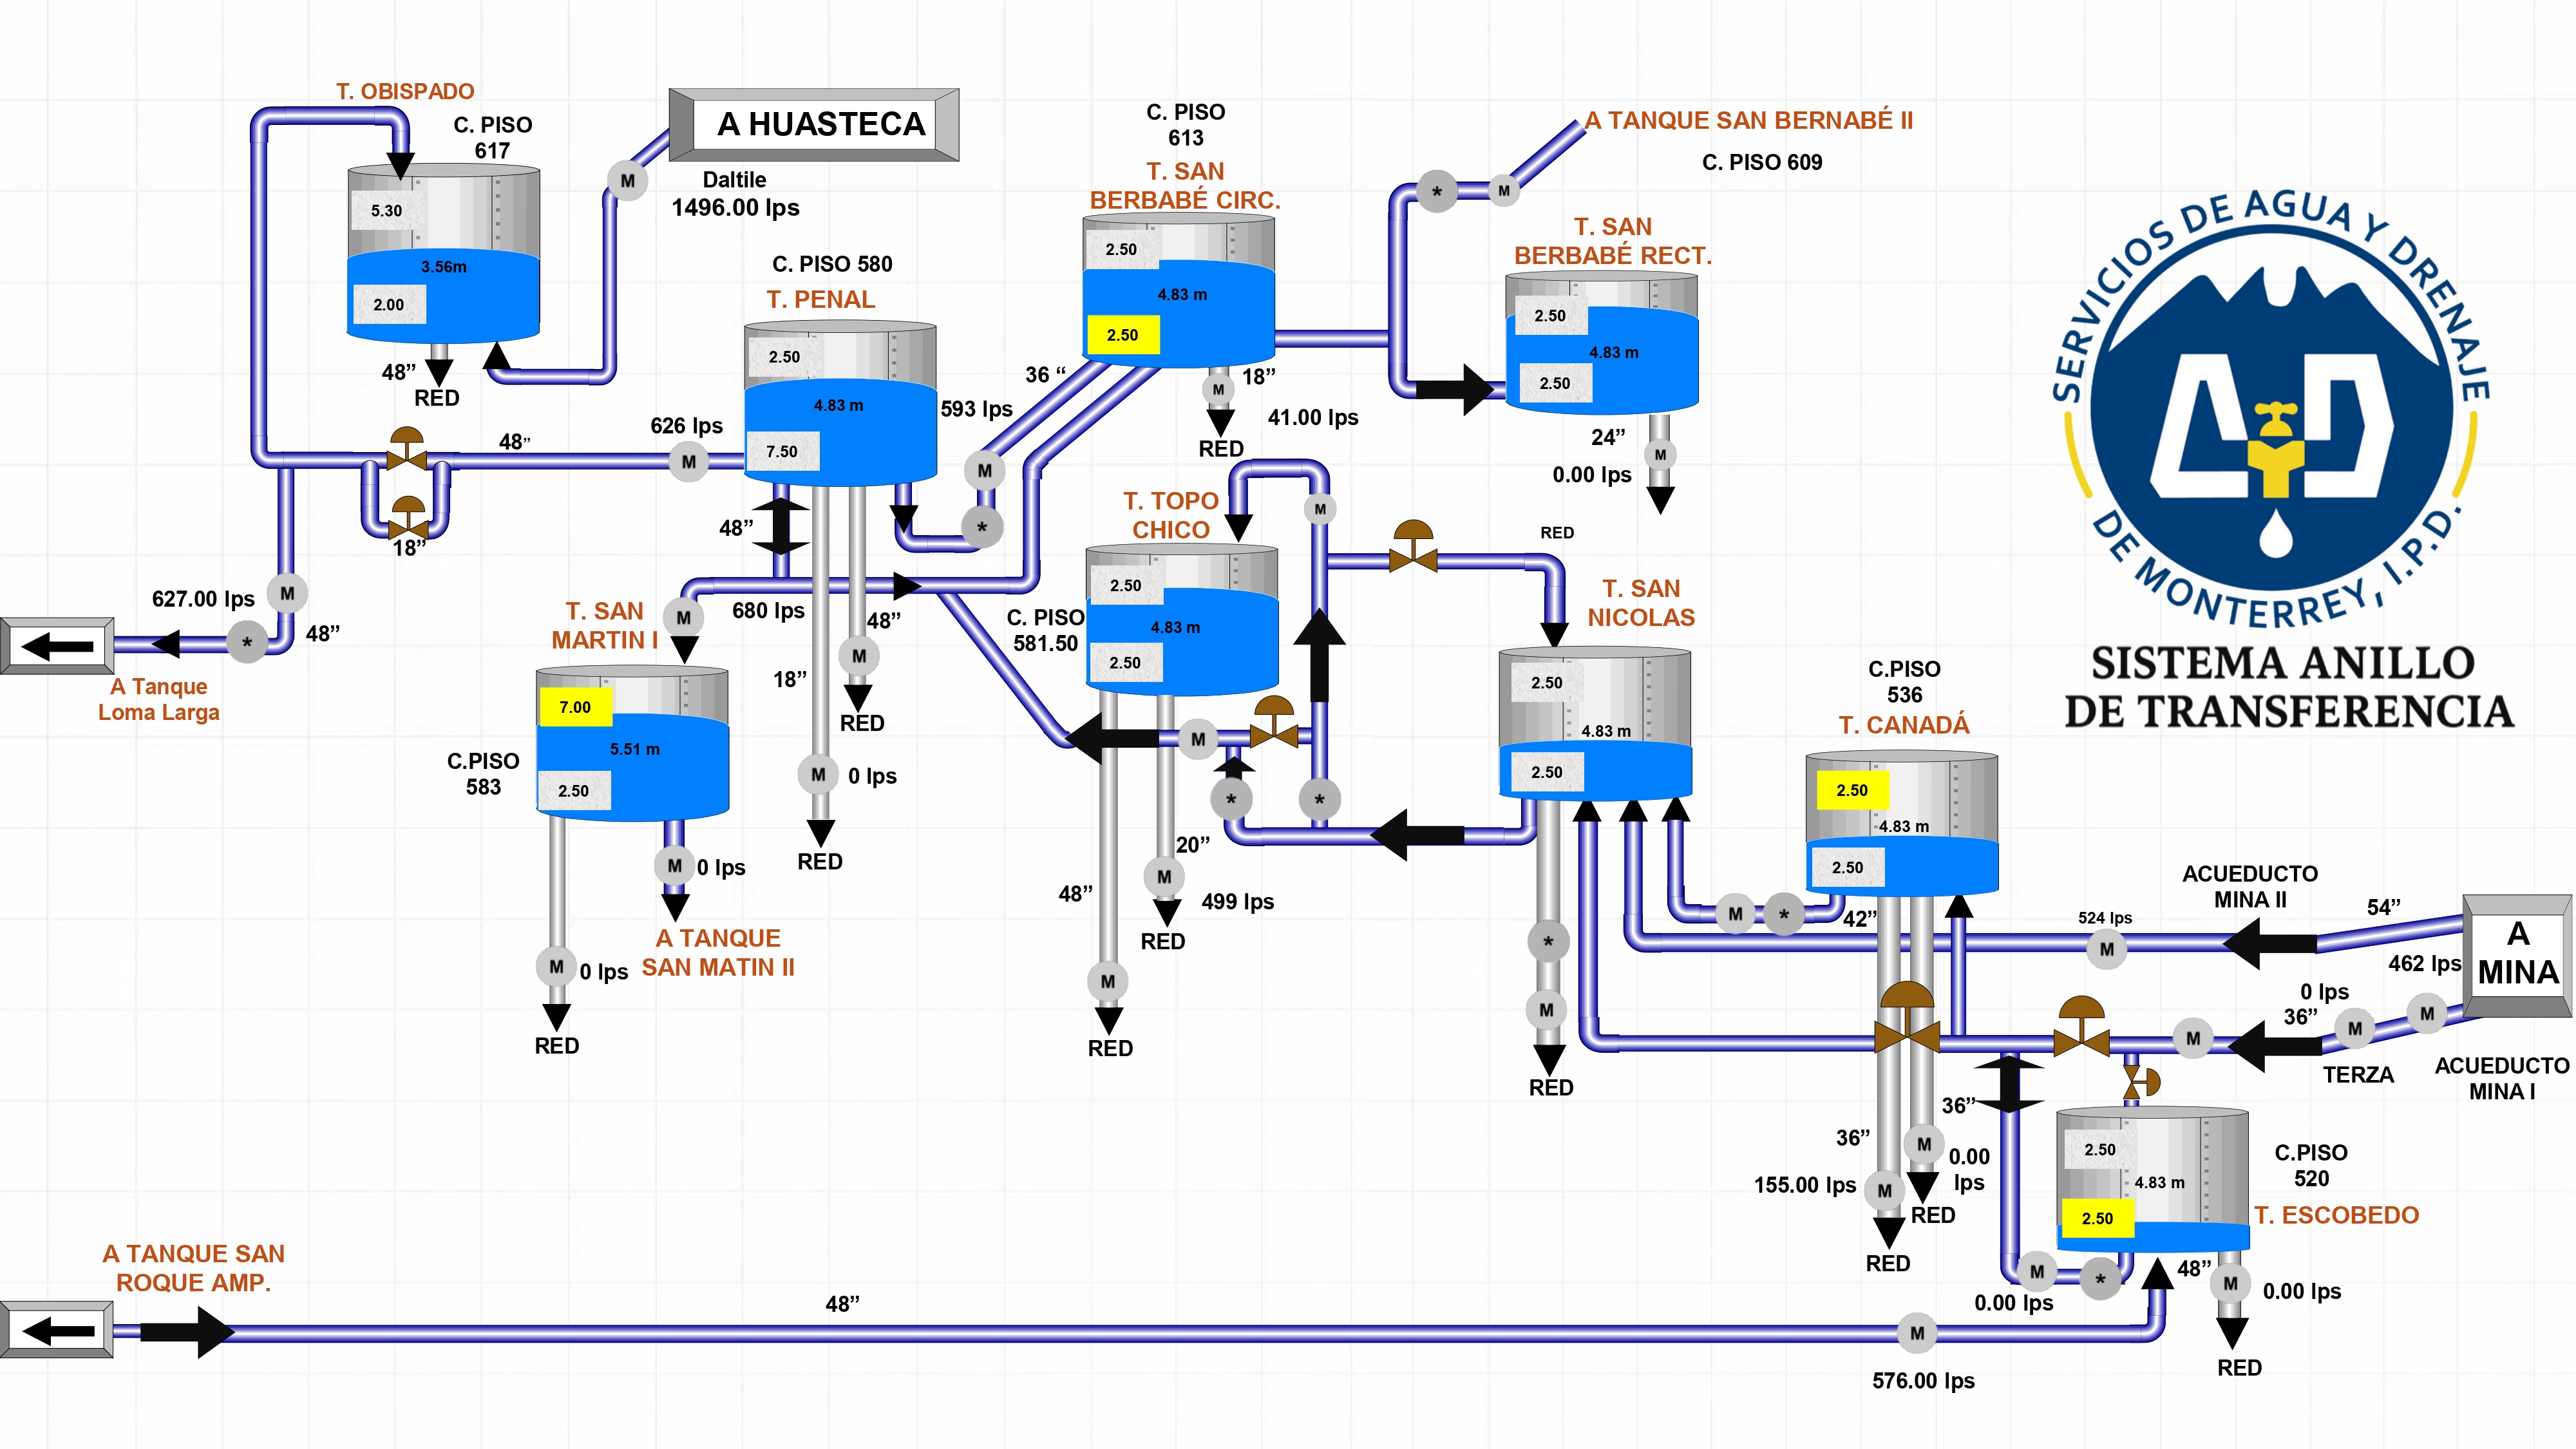 T. OBISPADO
C. PISO
617
5.30
3.56m
2.00
48”
RED
A HUASTECA
M
Daltile
1496.00 lps
C. PISO 580
T. PENAL
2.50
4.83 m
7.50
626 lps
M
48”
18”
593 lps
36 “
M
*
C. PISO
613
T. SAN
BERBABÉ CIRC.
2.50
4.83 m
2.50
M
18”
41.00 lps
RED
A TANQUE SAN BERNABÉ II
C. PISO 609
*
M
T. SAN
BERBABÉ RECT.
2.50
4.83 m
2.50
24”
M
0.00 lps
SERVICIOS DE AGUA Y DRENAJE
DE MONTERREY, I.P.D.
SISTEMA ANILLO
DE TRANSFERENCIA
627.00 lps
M
*
48”
A Tanque
Loma Larga
48”
680 lps
48”
M
RED
18”
M
0 lps
RED
T. SAN
MARTIN I
M
7.00
5.51 m
2.50
C.PISO
583
M
0 lps
RED
M
0 lps
A TANQUE
SAN MATIN II
T. TOPO
CHICO
M
2.50
4.83 m
2.50
C. PISO
581.50
M
*
*
20”
M
499 lps
RED
48”
M
RED
RED
T. SAN
NICOLAS
2.50
4.83 m
2.50
*
M
RED
C.PISO
536
T. CANADÁ
2.50
4.83 m
2.50
M
*
42”
36”
155.00 lps
M
RED
M
0.00
lps
RED
36”
ACUEDUCTO
MINA II
524 lps
M
54”
A
MINA
462 lps
0 lps
36”
M
M
M
TERZA
ACUEDUCTO
MINA I
2.50
4.83 m
2.50
C.PISO
520
T. ESCOBEDO
M
*
0.00 lps
48”
M
0.00 lps
RED
A TANQUE SAN
ROQUE AMP.
48”
M
576.00 lps